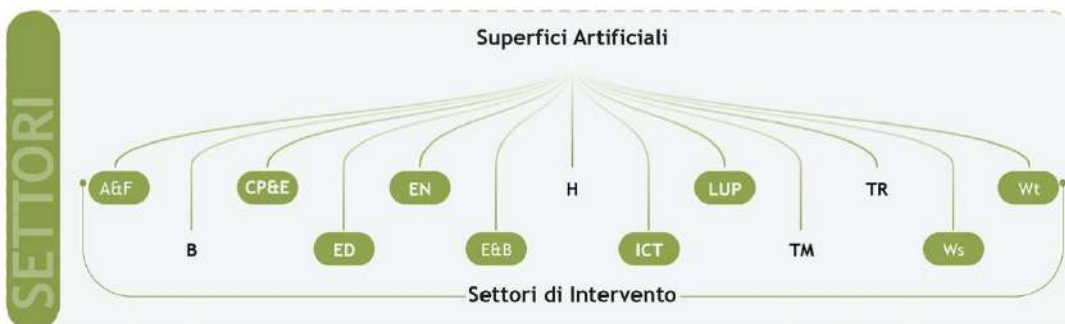 SETTORI
Superfici Artificiali
A&F
CP&E
EN
H
LUP
TR
Wt
B
ED
E&B
ICT
TM
Ws
Settori di Intervento